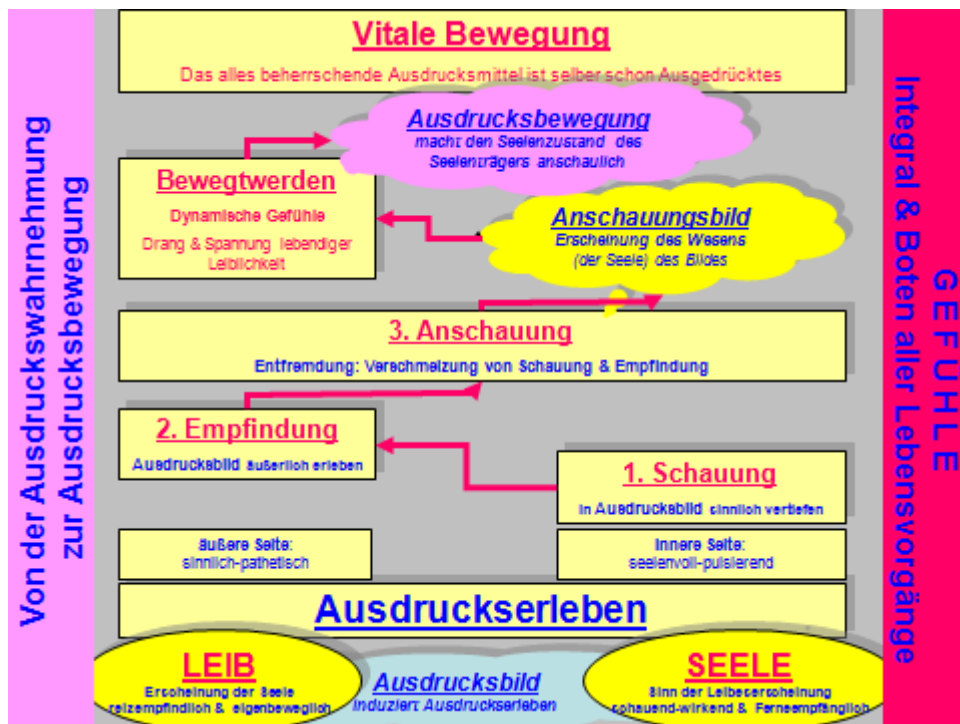 Vitale Bewegung
Das alles beherrschende Ausdrucksmittel ist selber schon Ausgedrücktes
Ausdrucksbewegung
macht den Seelenzustand des
Seelenträgers anschaulich
Bewegtwerden
Dynamische Gefühle
Drang & Spannung lebendiger
Leiblichkeit
Anschauungsbild
Erscheinung des Wesens
(der Seele) des Bildes
3. Anschauung
Entfremdung: Verschmelzung von Schauung & Empfindung
2. Empfindung
Ausdrucksbild äußerlich erleben
1. Schauung
in Ausdrucksbild sinnlich vertiefen
äußere Seite:
sinnlich-pathetisch
Innere Seite:
seelenvoll-pulsierend
Ausdruckserleben
LEIB
Erscheinung der Seele
reizempfindlich & eigenbeweglich
Ausdrucksbild
induziert Ausdruckserleben
SEELE
Sinn der Leibeserscheinung
schauend-wirkend & Fernempfänglich
Von der Ausdruckswahrnehmung
zur Ausdrucksbewegung
GEFÜHLE
Integral & Boten aller Lebensvorgänge